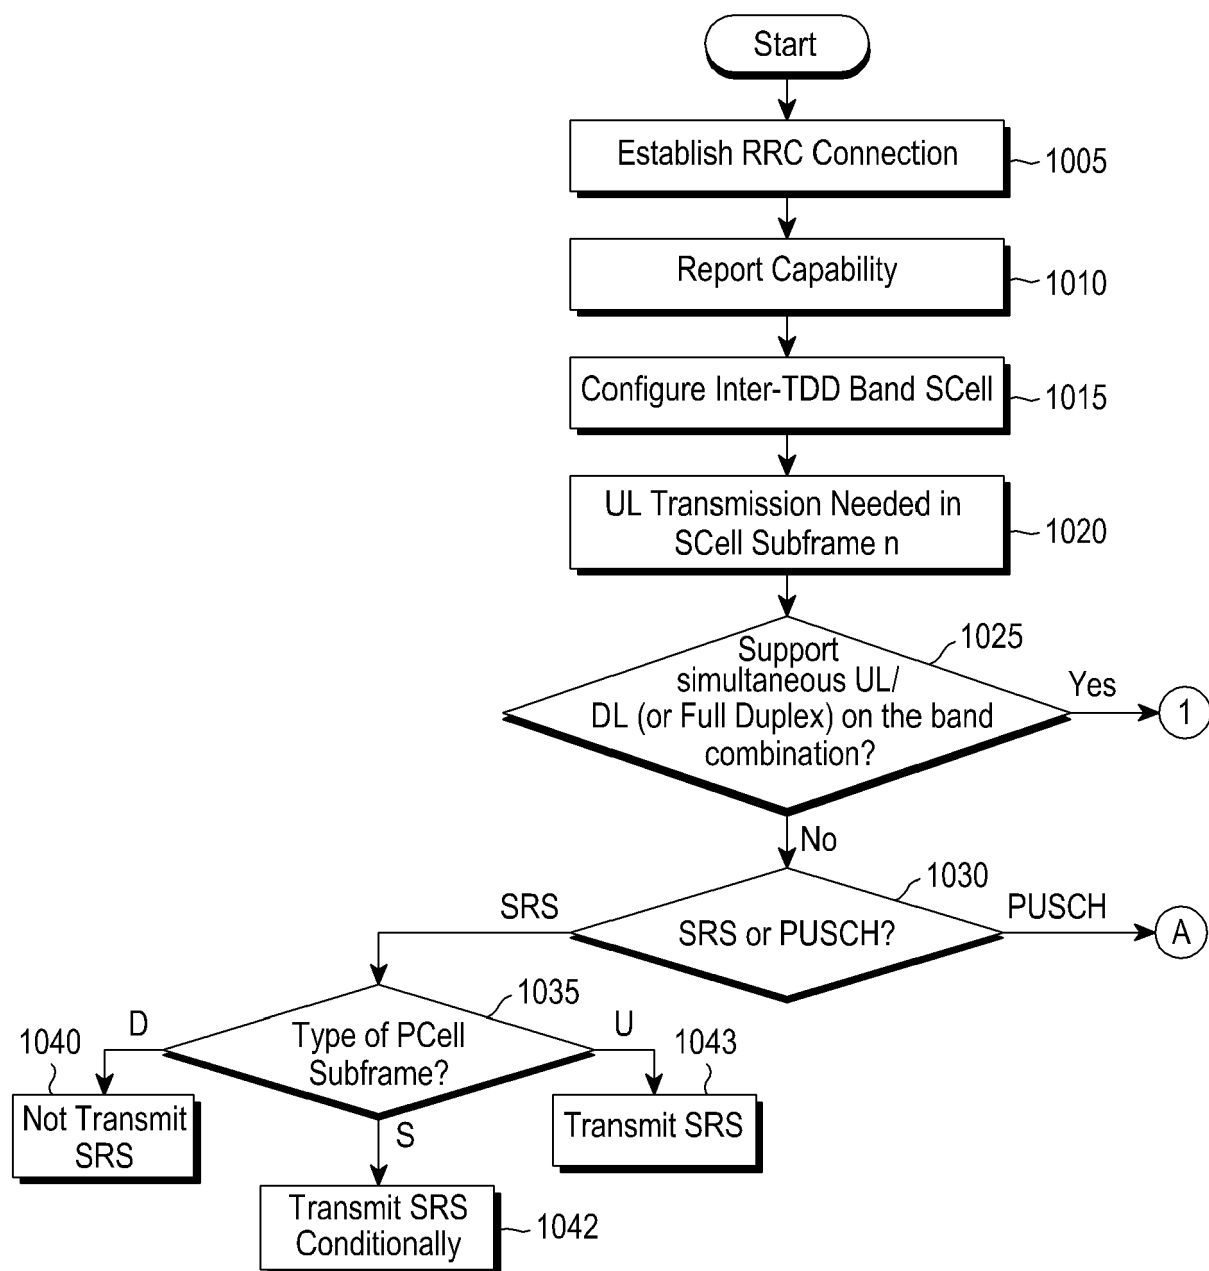 Start
Establish RRC Connection
1005
Report Capability
1010
Configure Inter-TDD Band SCell
1015
UL Transmission Needed in
SCell Subframe n
1020
1025
Support
simultaneous UL/
DL (or Full Duplex) on the band
combination?
Yes
1
No
1030
SRS
SRS or PUSCH?
PUSCH
A
1035
D
Type of PCell
Subframe?
U
1040
Not Transmit
SRS
1043
Transmit SRS
S
Transmit SRS
Conditionally
1042